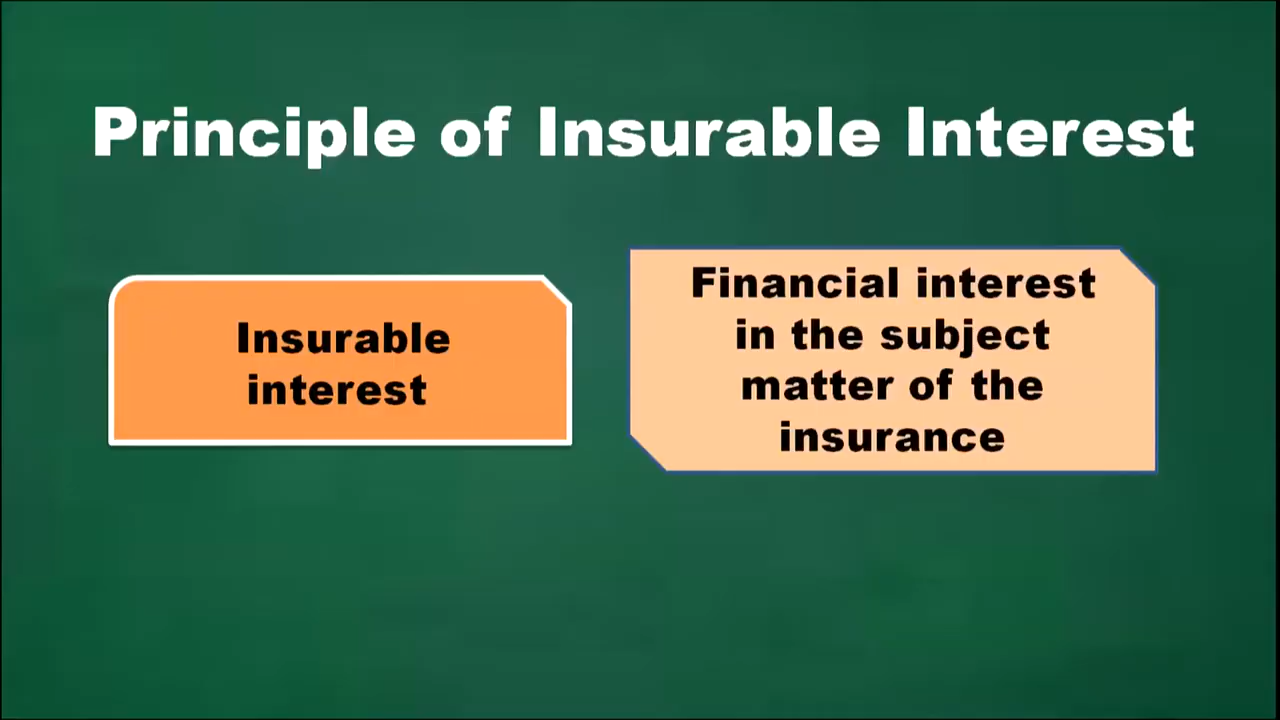 Principle of Insurable Interest
Insurable
interest
Financial interest
in the subject
matter of the
insurance